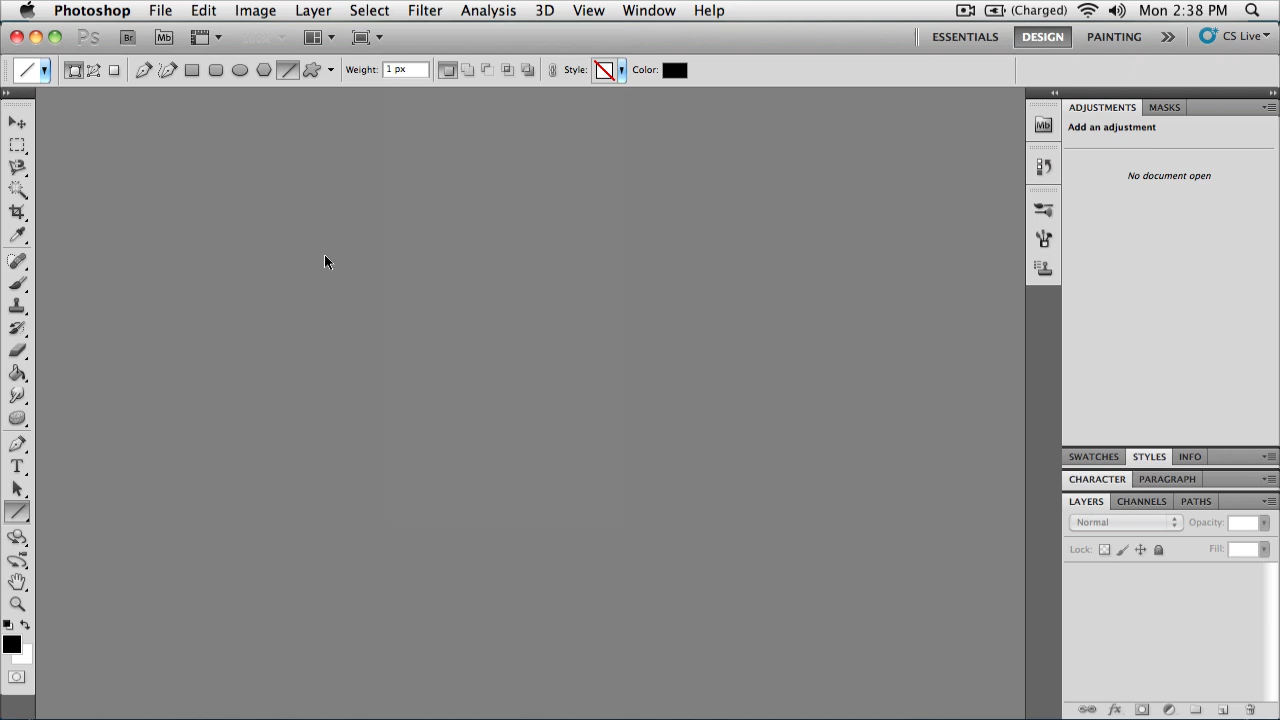 Photoshop File Edit Image Layer Select Filter Analysis 3D View Window Help (Charged) Mon 2:38 PM
Ps Br Mb ESSENTIALS DESIGN PAINTING CS Live
Weight: 1 px Style: Color:
ADJUSTMENTS MASKS
Add an adjustment
Mb
No document open
SWATCHES STYLES INFO
CHARACTER PARAGRAPH
LAYERS CHANNELS PATHS
Normal Opacity:
Lock: Fill: